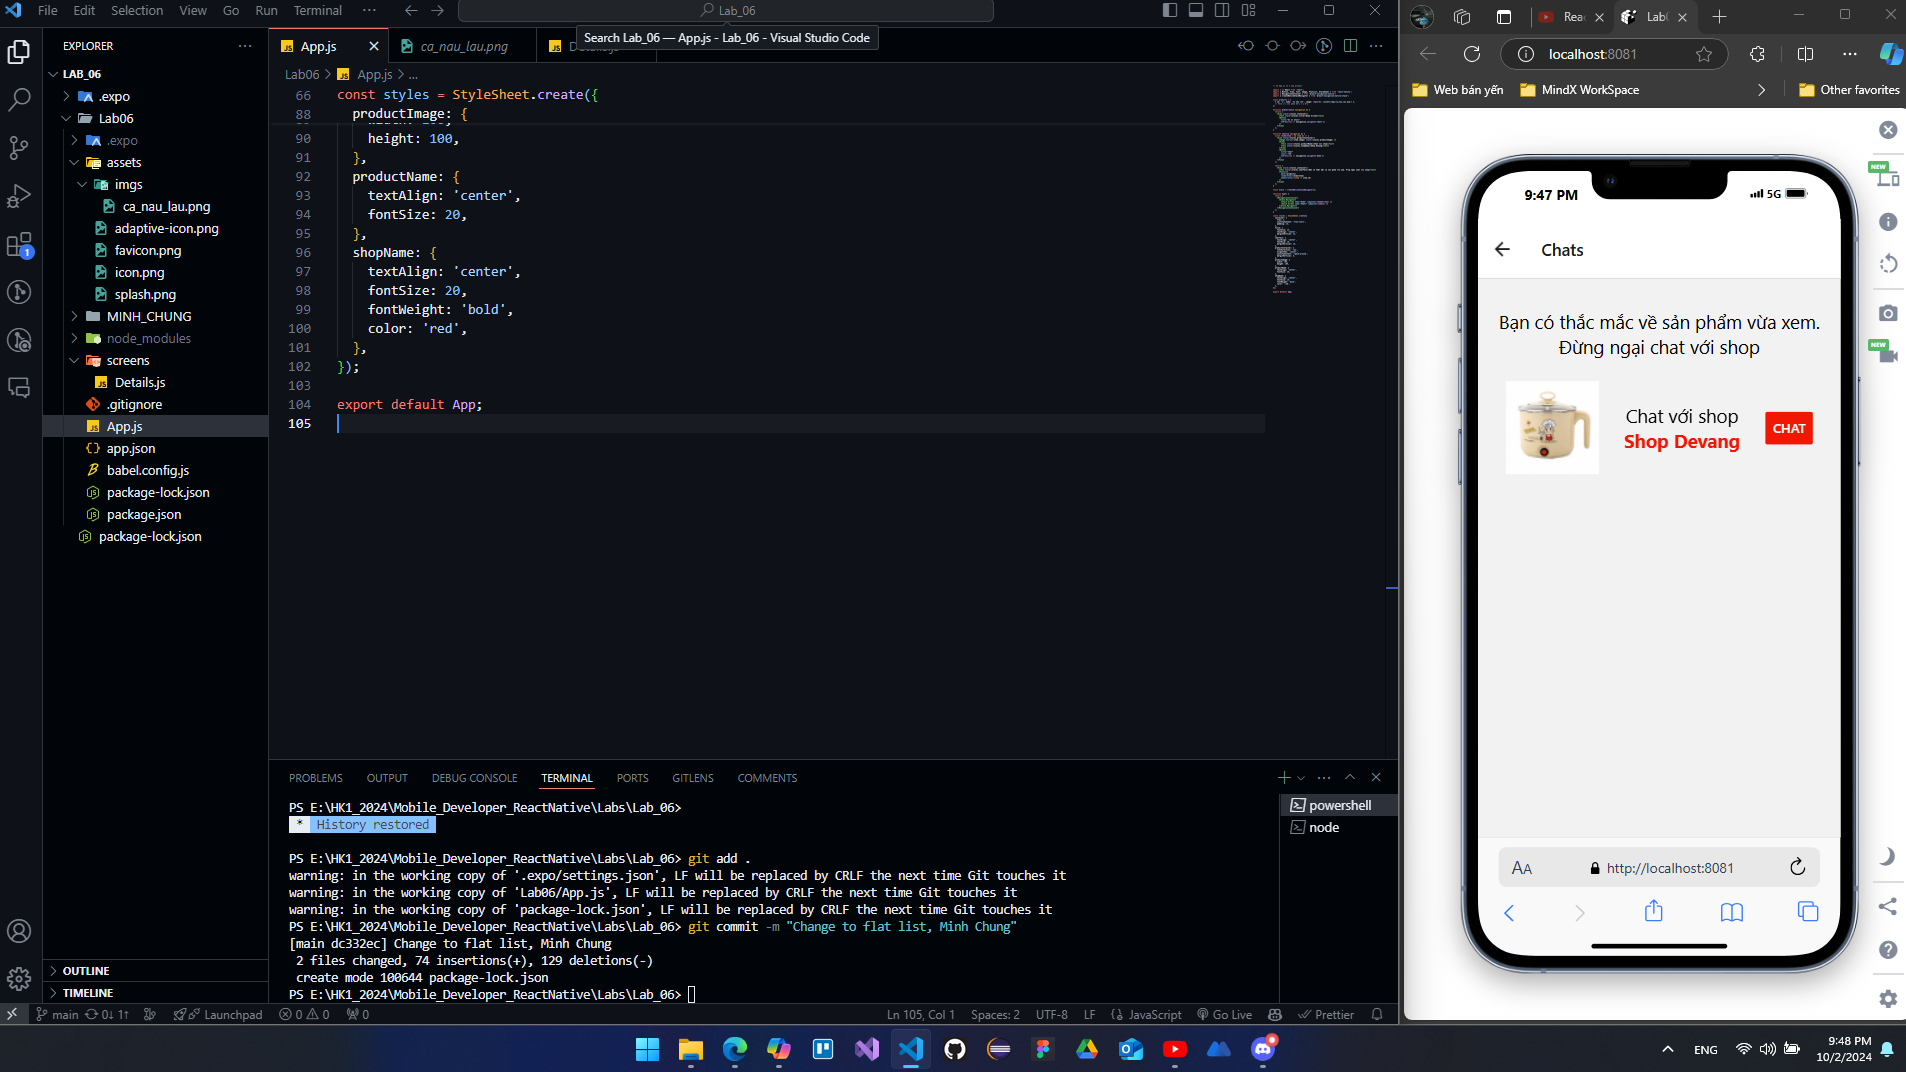 File Edit Selection View Go Run Terminal ··· Lab_06
EXPLORER
LAB_06
.expo
Lab06
.expo
assets
imgs
ca_nau_lau.png
adaptive-icon.png
favicon.png
icon.png
splash.png
MINH_CHUNG
node_modules
screens
Details.js
.gitignore
App.js
app.json
babel.config.js
package-lock.json
package.json
package-lock.json
OUTLINE
TIMELINE
App.js ca_nau_lau.png
Search Lab_06 — App.js - Lab_06 - Visual Studio Code
Lab06 > App.js > ...
66 const styles = StyleSheet.create({
88 productImage: {
90 height: 100,
91 },
92 productName: {
93 textAlign: 'center',
94 fontSize: 20,
95 },
96 shopName: {
97 textAlign: 'center',
98 fontSize: 20,
99 fontWeight: 'bold',
100 color: 'red',
101 },
102 });
103
104 export default App;
105
PROBLEMS OUTPUT DEBUG CONSOLE TERMINAL PORTS GITLENS COMMENTS
PS E:\HK1_2024\Mobile_Developer_ReactNative\Labs\Lab_06>
* History restored
PS E:\HK1_2024\Mobile_Developer_ReactNative\Labs\Lab_06> git add .
warning: in the working copy of '.expo/settings.json', LF will be replaced by CRLF the next time Git touches it
warning: in the working copy of 'Lab06/App.js', LF will be replaced by CRLF the next time Git touches it
warning: in the working copy of 'package-lock.json', LF will be replaced by CRLF the next time Git touches it
PS E:\HK1_2024\Mobile_Developer_ReactNative\Labs\Lab_06> git commit -m "Change to flat list, Minh Chung"
[main dc332ec] Change to flat list, Minh Chung
2 files changed, 74 insertions(+), 129 deletions(-)
create mode 100644 package-lock.json
PS E:\HK1_2024\Mobile_Developer_ReactNative\Labs\Lab_06>
powershell
node
main 0↓ 1↑ Launchpad 0 0 0 Ln 105, Col 1 Spaces: 2 UTF-8 LF {} JavaScript Go Live Prettier
Rea Lab
localhost:8081
Web bán yến MindX WorkSpace Other favorites
NEW
NEW
9:47 PM 5G
Chats
Bạn có thắc mắc về sản phẩm vừa xem.
Đừng ngại chat với shop
Chat với shop
Shop Devang
CHAT
AA http://localhost:8081
ENG 9:48 PM
10/2/2024